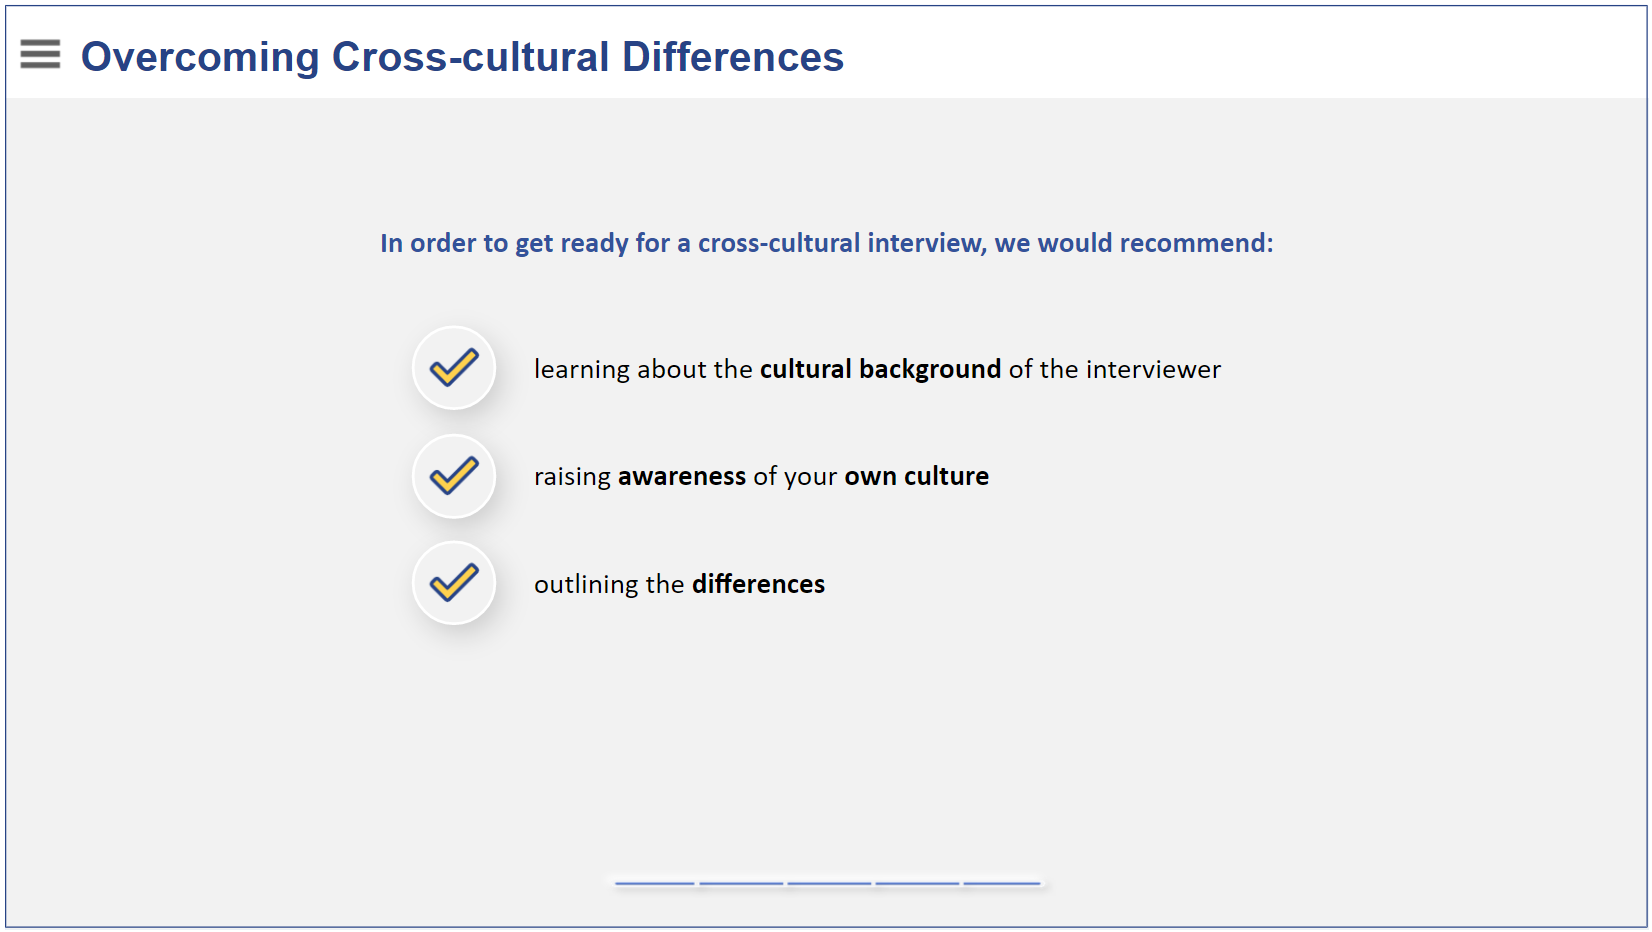 Overcoming Cross-cultural Differences
In order to get ready for a cross-cultural interview, we would recommend:
learning about the cultural background of the interviewer
raising awareness of your own culture
outlining the differences